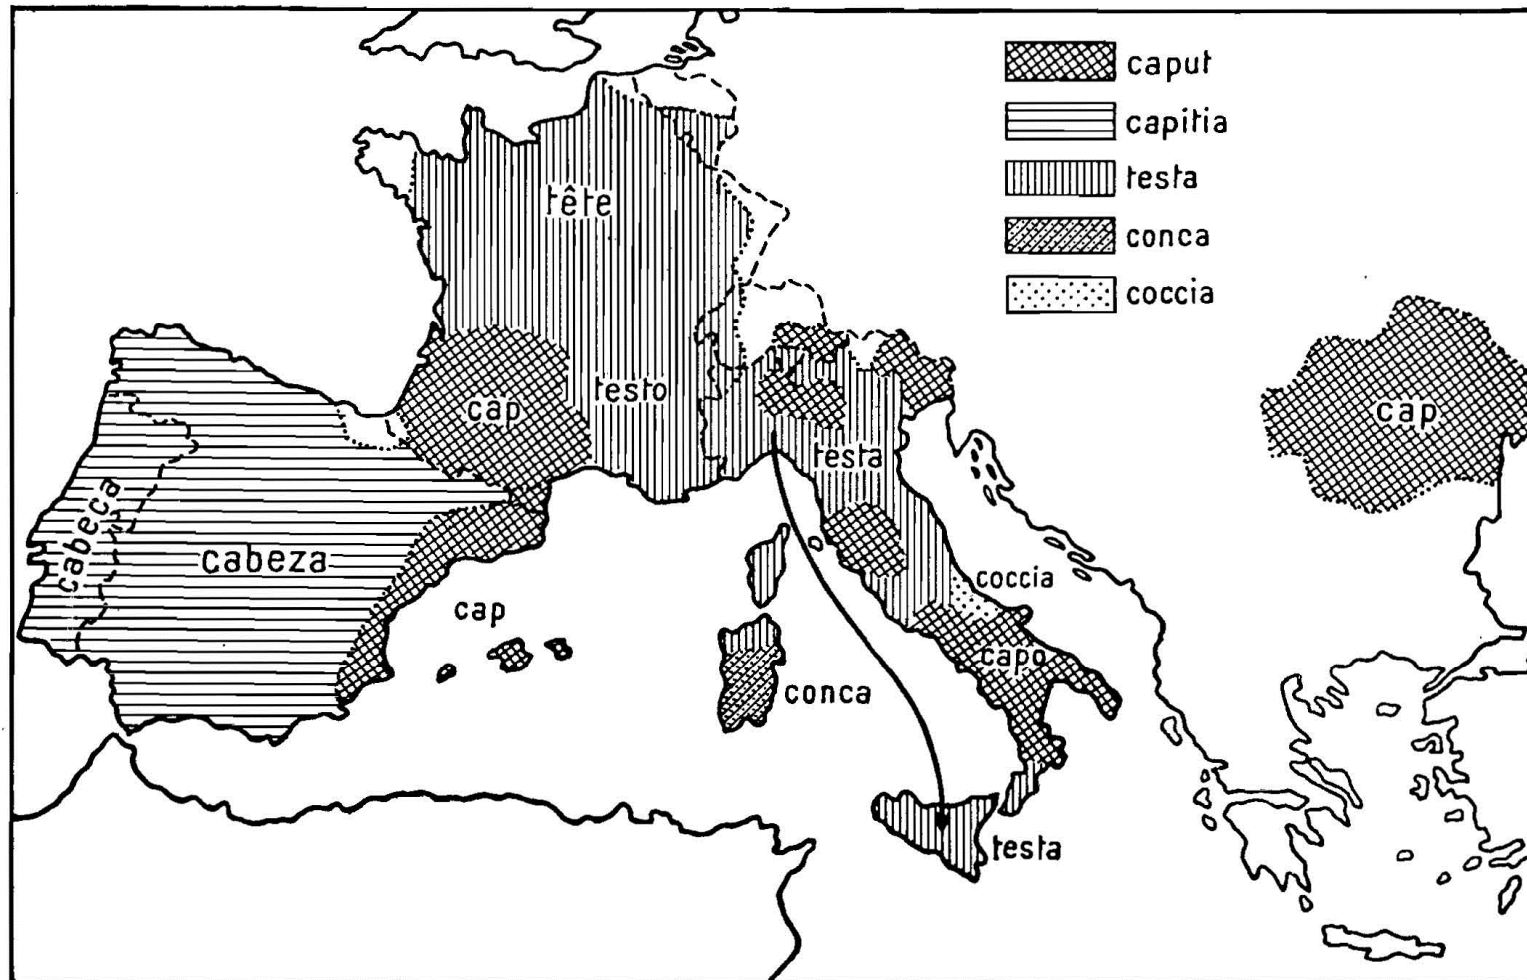 caput
capitia
testa
conca
coccia
tête
cap
testo
cap
testa
cabeca
cabeza
coccia
cap
capo
conca
testa